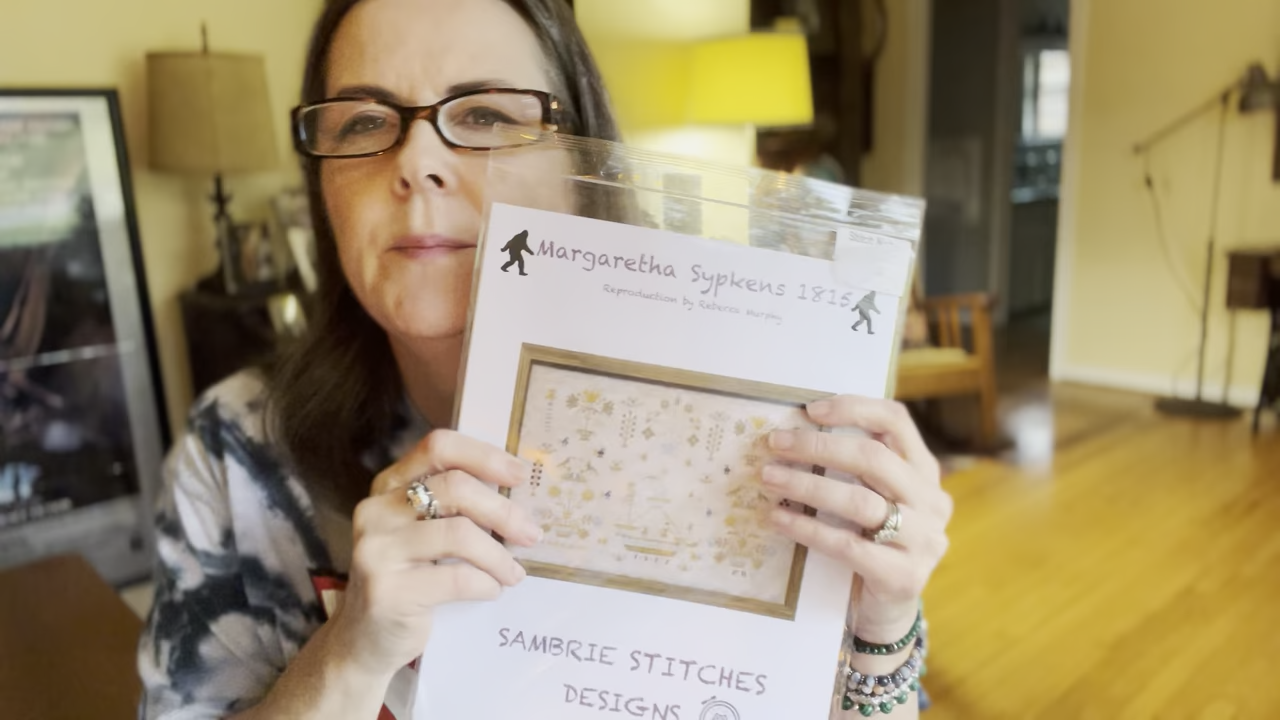 Margaretha Sypkens 1815
Reproduction by Rebecca Murphy
SAMBRIE STITCHES
DESIGNS